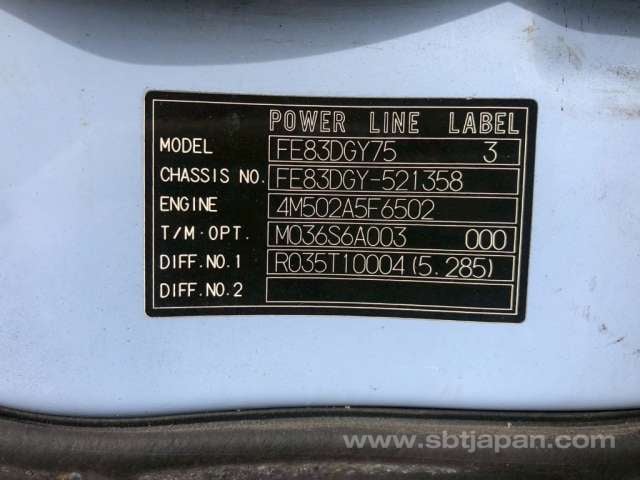 POWER LINE LABEL
MODEL FE83DGY75 3
CHASSIS NO. FE83DGY-521358
ENGINE 4M502A5F6502
T/M·OPT. M036S6A003 000
DIFF.NO.1 R035T10004(5.285)
DIFF.NO.2
www.sbtjapan.com